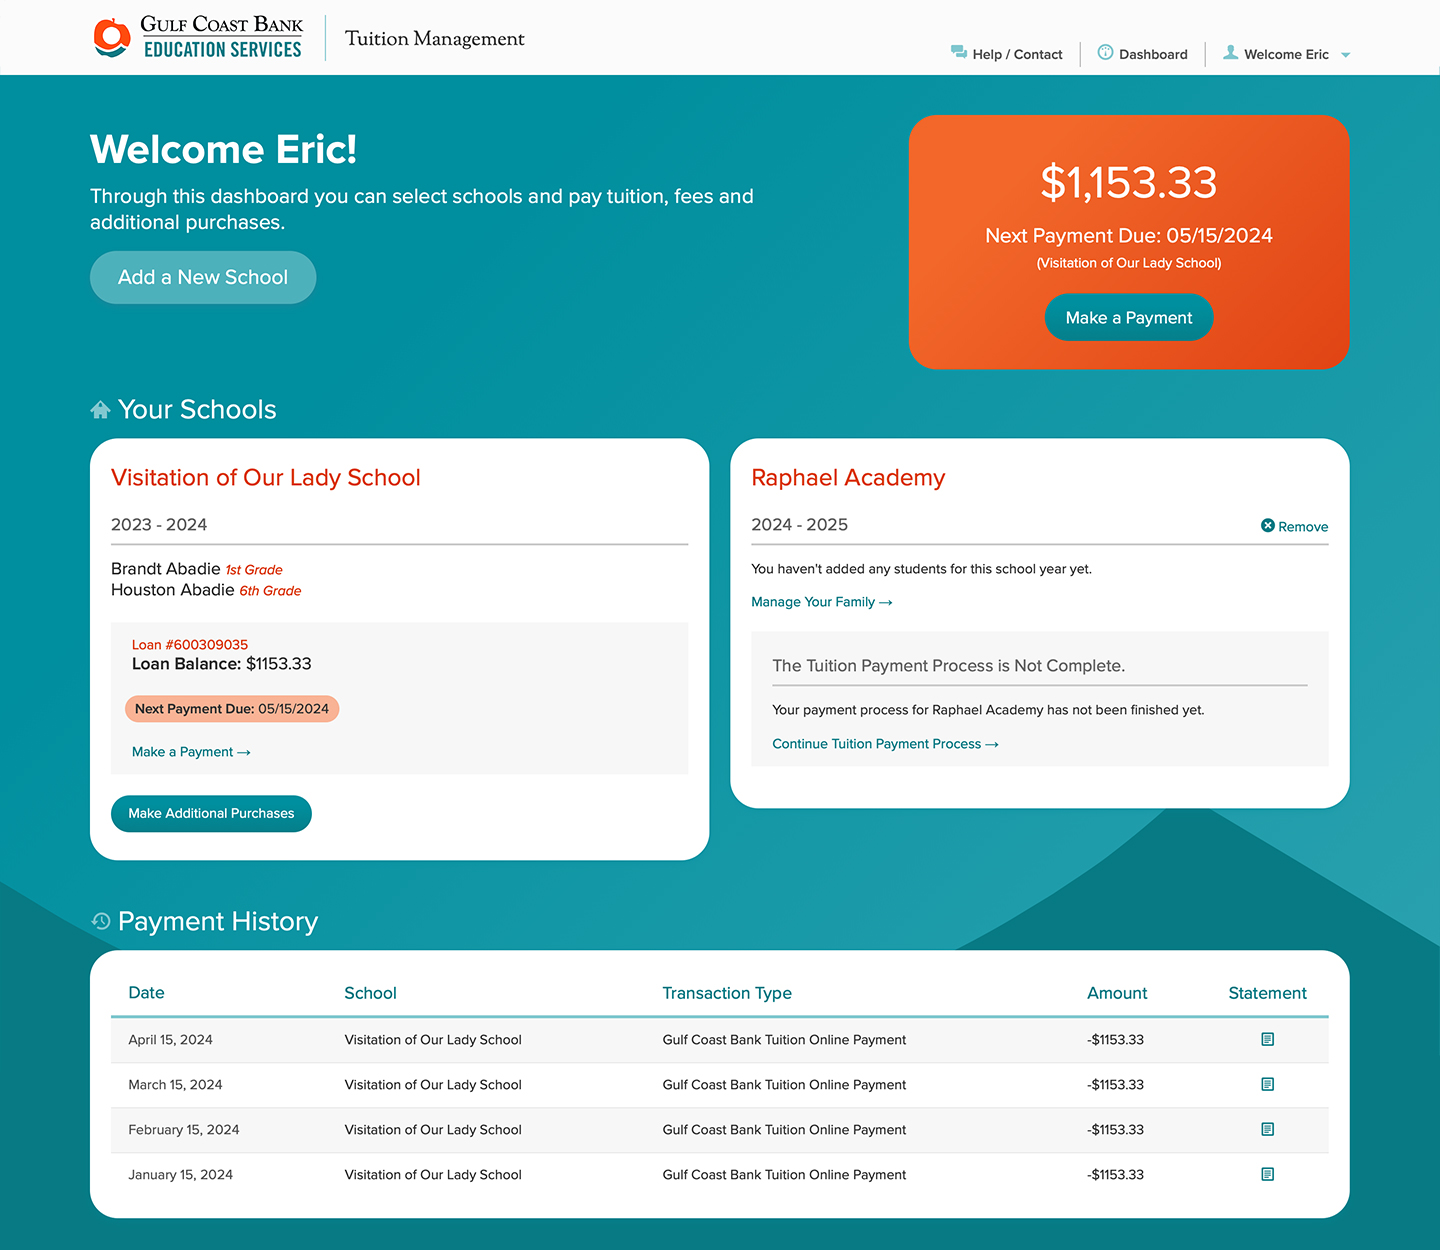 GULF COAST BANK
EDUCATION SERVICES
Tuition Management
Help / Contact
Dashboard
Welcome Eric
Welcome Eric!
Through this dashboard you can select schools and pay tuition, fees and
additional purchases.
Add a New School
$1,153.33
Next Payment Due: 05/15/2024
(Visitation of Our Lady School)
Make a Payment
Your Schools
Visitation of Our Lady School
2023 - 2024
Brandt Abadie 1st Grade
Houston Abadie 6th Grade
Loan #600309035
Loan Balance: $1153.33
Next Payment Due: 05/15/2024
Make a Payment →
Make Additional Purchases
Raphael Academy
2024 - 2025 Remove
You haven't added any students for this school year yet.
Manage Your Family →
The Tuition Payment Process is Not Complete.
Your payment process for Raphael Academy has not been finished yet.
Continue Tuition Payment Process →
Payment History
Date School Transaction Type Amount Statement
April 15, 2024 Visitation of Our Lady School Gulf Coast Bank Tuition Online Payment -$1153.33
March 15, 2024 Visitation of Our Lady School Gulf Coast Bank Tuition Online Payment -$1153.33
February 15, 2024 Visitation of Our Lady School Gulf Coast Bank Tuition Online Payment -$1153.33
January 15, 2024 Visitation of Our Lady School Gulf Coast Bank Tuition Online Payment -$1153.33